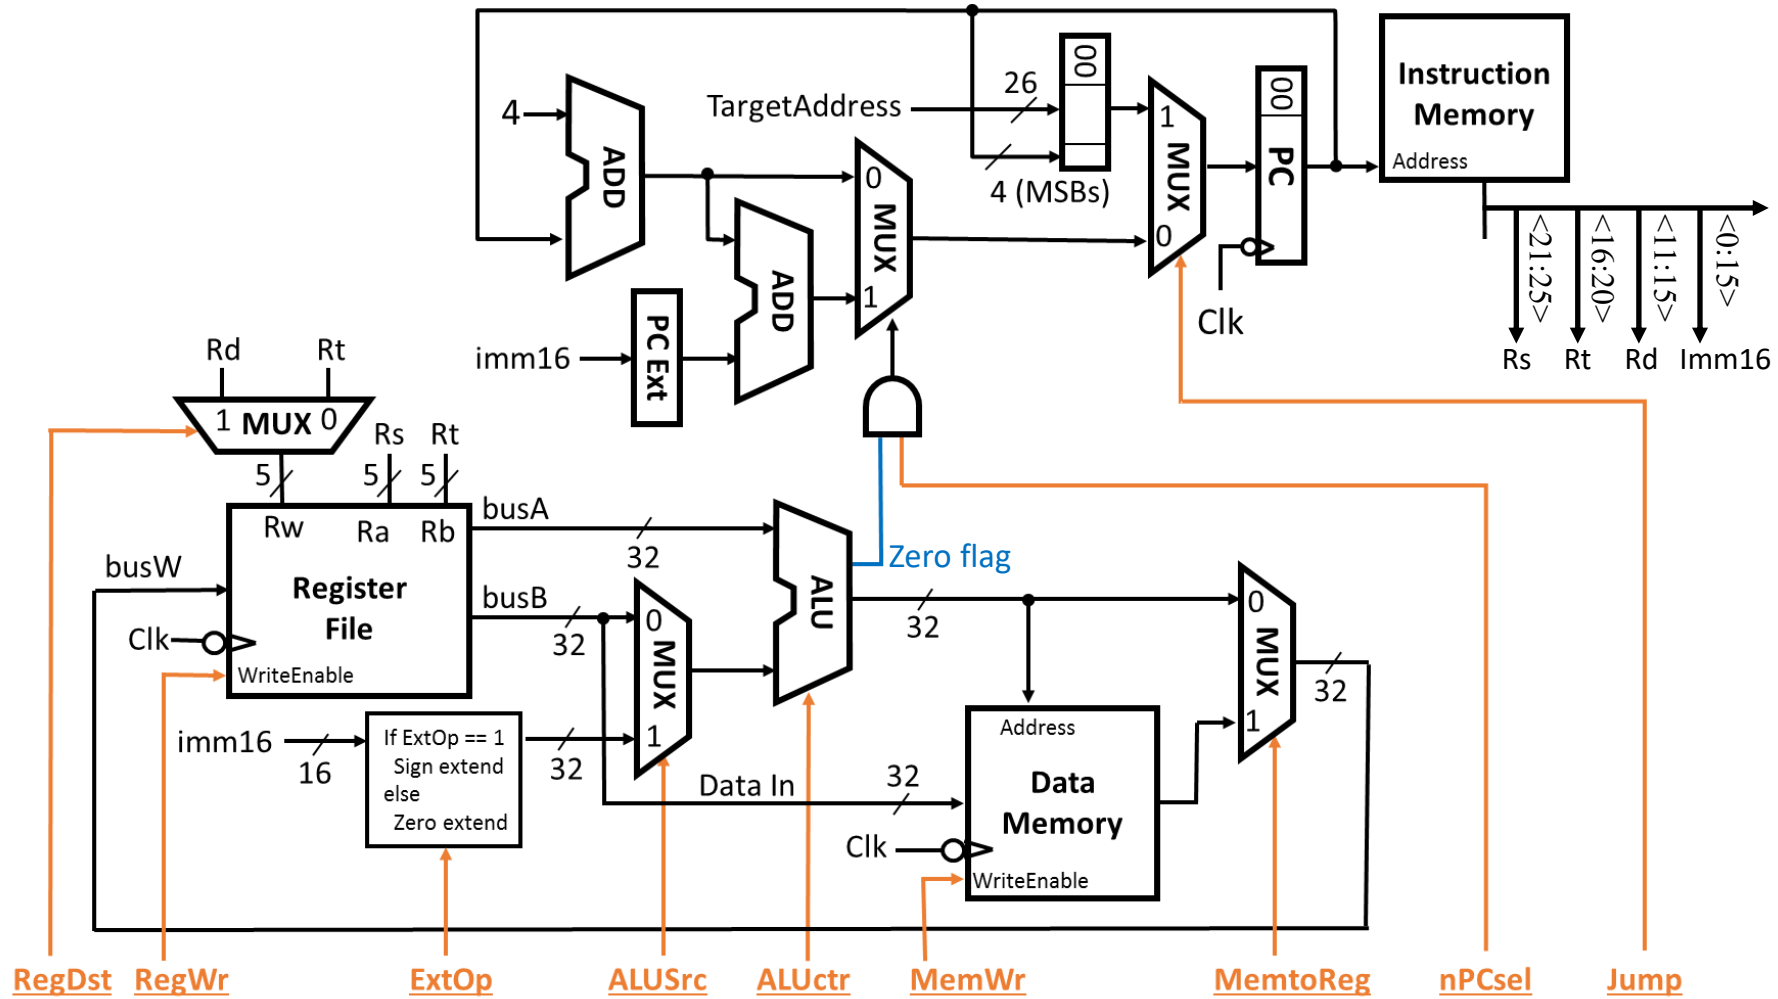 4
ADD
TargetAddress
26
00
4 (MSBs)
1
MUX
0
00
PC
Clk
Instruction
Memory
Address
<21:25>
<16:20>
<11:15>
<0:15>
Rs
Rt
Rd
Imm16
0
MUX
1
ADD
imm16
PC Ext
Rd
Rt
1 MUX 0
5
Rs
Rt
5
5
Rw
Ra
Rb
busW
Register
File
Clk
WriteEnable
busA
32
busB
32
imm16
16
If ExtOp == 1
Sign extend
else
Zero extend
32
0
MUX
1
ALU
Zero flag
32
Data In
32
Address
Data
Memory
Clk
WriteEnable
0
MUX
1
32
RegDst
RegWr
ExtOp
ALUSrc
ALUctr
MemWr
MemtoReg
nPCsel
Jump